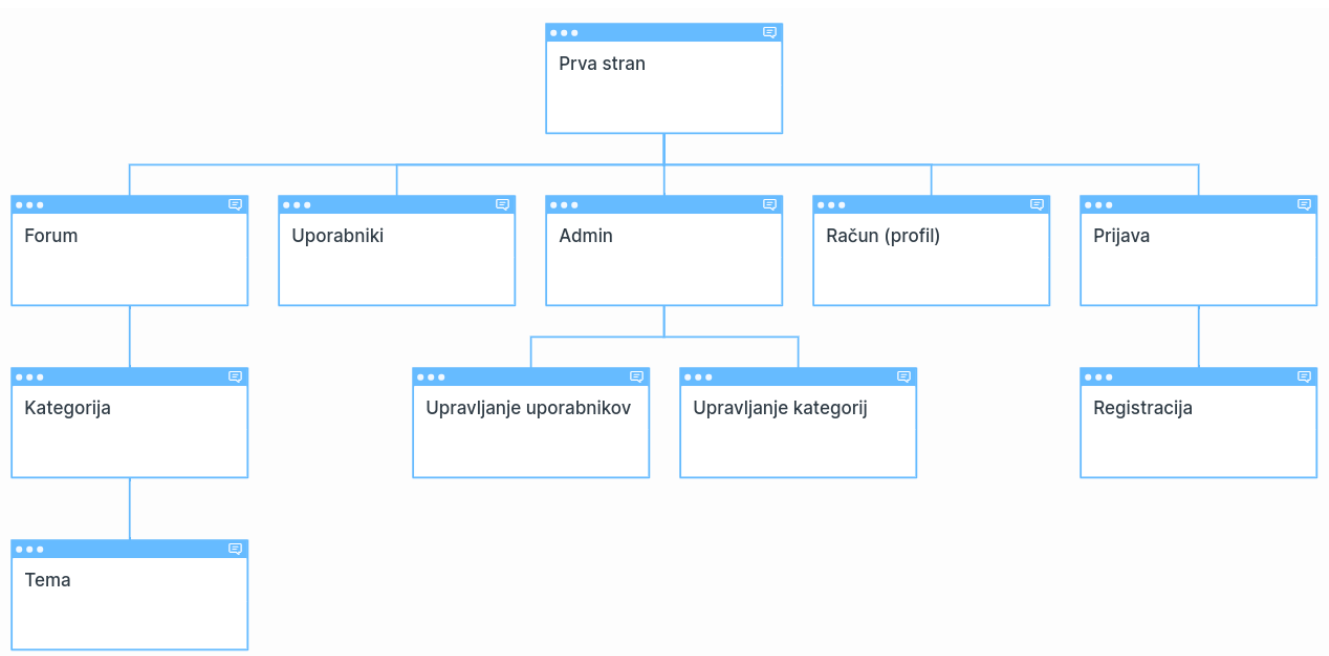 Prva stran
Forum
Uporabniki
Admin
Račun (profil)
Prijava
Kategorija
Upravljanje uporabnikov
Upravljanje kategorij
Registracija
Tema